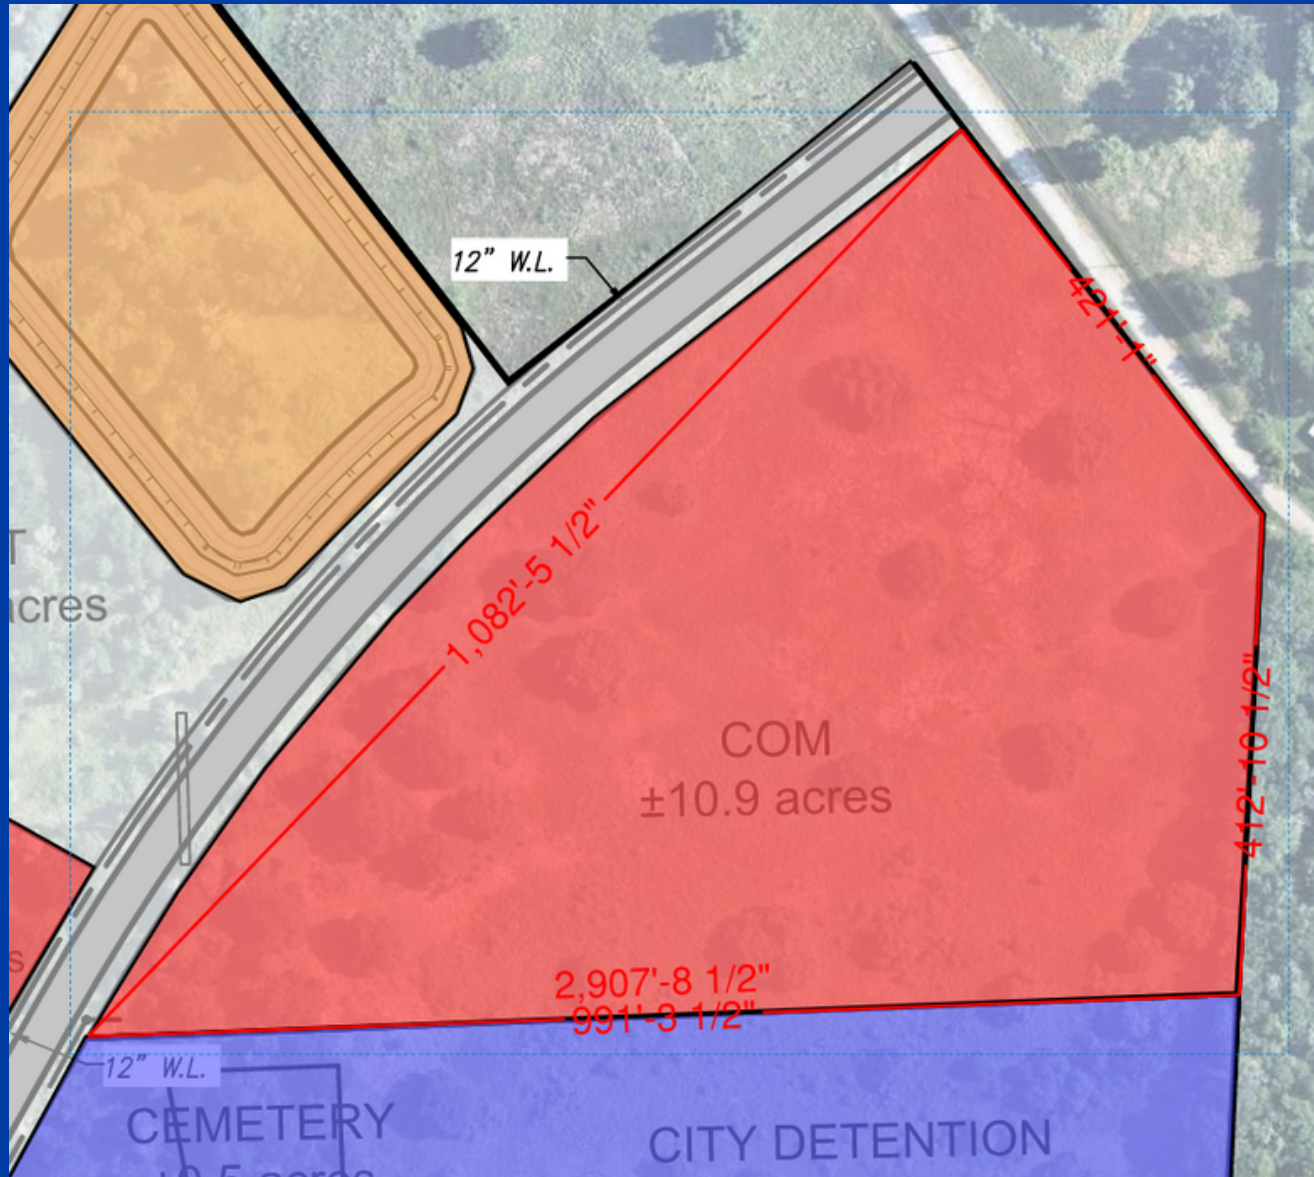 12” W.L.
421'-1"
T
acres
1,082'-5 1/2"
412'-10 1/2"
COM
±10.9 acres
s
2,907'-8 1/2"
991'-3 1/2"
12” W.L.
CEMETERY
CITY DETENTION
acres